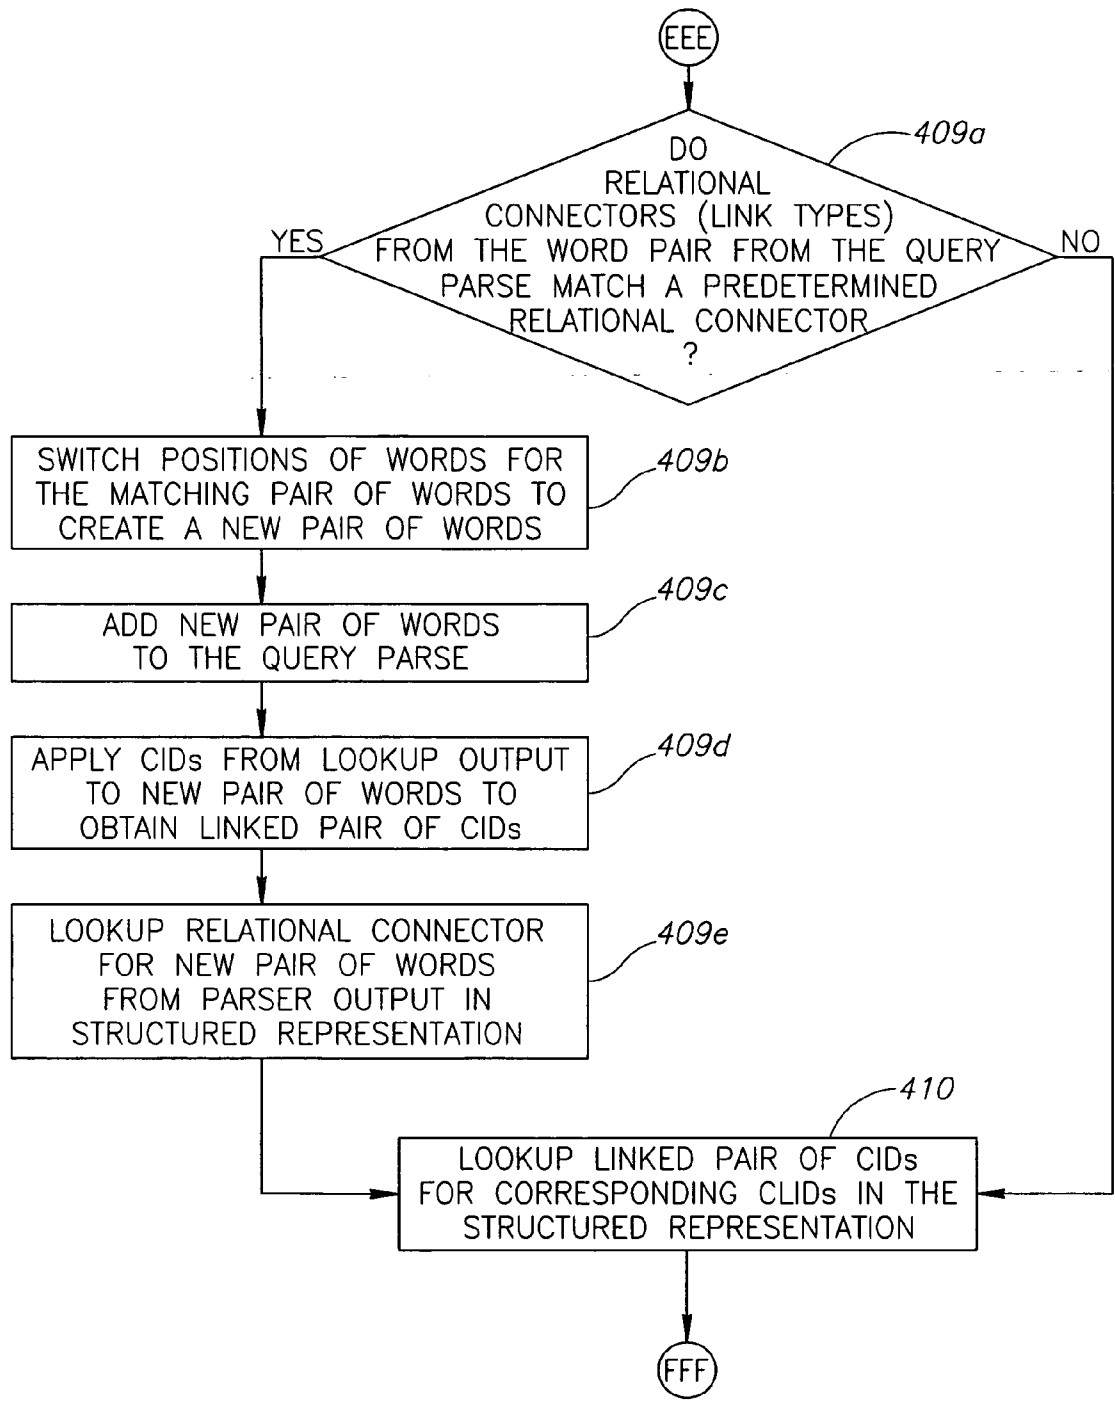 EEE
409a
DO
RELATIONAL
CONNECTORS (LINK TYPES)
YES
NO
FROM THE WORD PAIR FROM THE QUERY
PARSE MATCH A PREDETERMINED
RELATIONAL CONNECTOR
?
SWITCH POSITIONS OF WORDS FOR
THE MATCHING PAIR OF WORDS TO
CREATE A NEW PAIR OF WORDS
409b
ADD NEW PAIR OF WORDS
TO THE QUERY PARSE
409c
APPLY CIDs FROM LOOKUP OUTPUT
TO NEW PAIR OF WORDS TO
OBTAIN LINKED PAIR OF CIDs
409d
LOOKUP RELATIONAL CONNECTOR
FOR NEW PAIR OF WORDS
FROM PARSER OUTPUT IN
STRUCTURED REPRESENTATION
409e
410
LOOKUP LINKED PAIR OF CIDs
FOR CORRESPONDING CLIDs IN THE
STRUCTURED REPRESENTATION
FFF